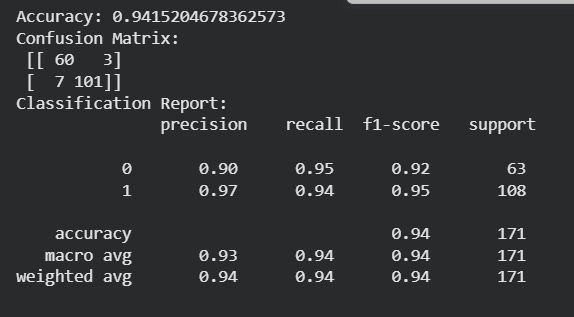 Accuracy: 0.9415204678362573
Confusion Matrix:
[[ 60   3]
[  7 101]]
Classification Report:
precision    recall  f1-score   support
0       0.90      0.95      0.92        63
1       0.97      0.94      0.95       108
accuracy                           0.94       171
macro avg       0.93      0.94      0.94       171
weighted avg       0.94      0.94      0.94       171